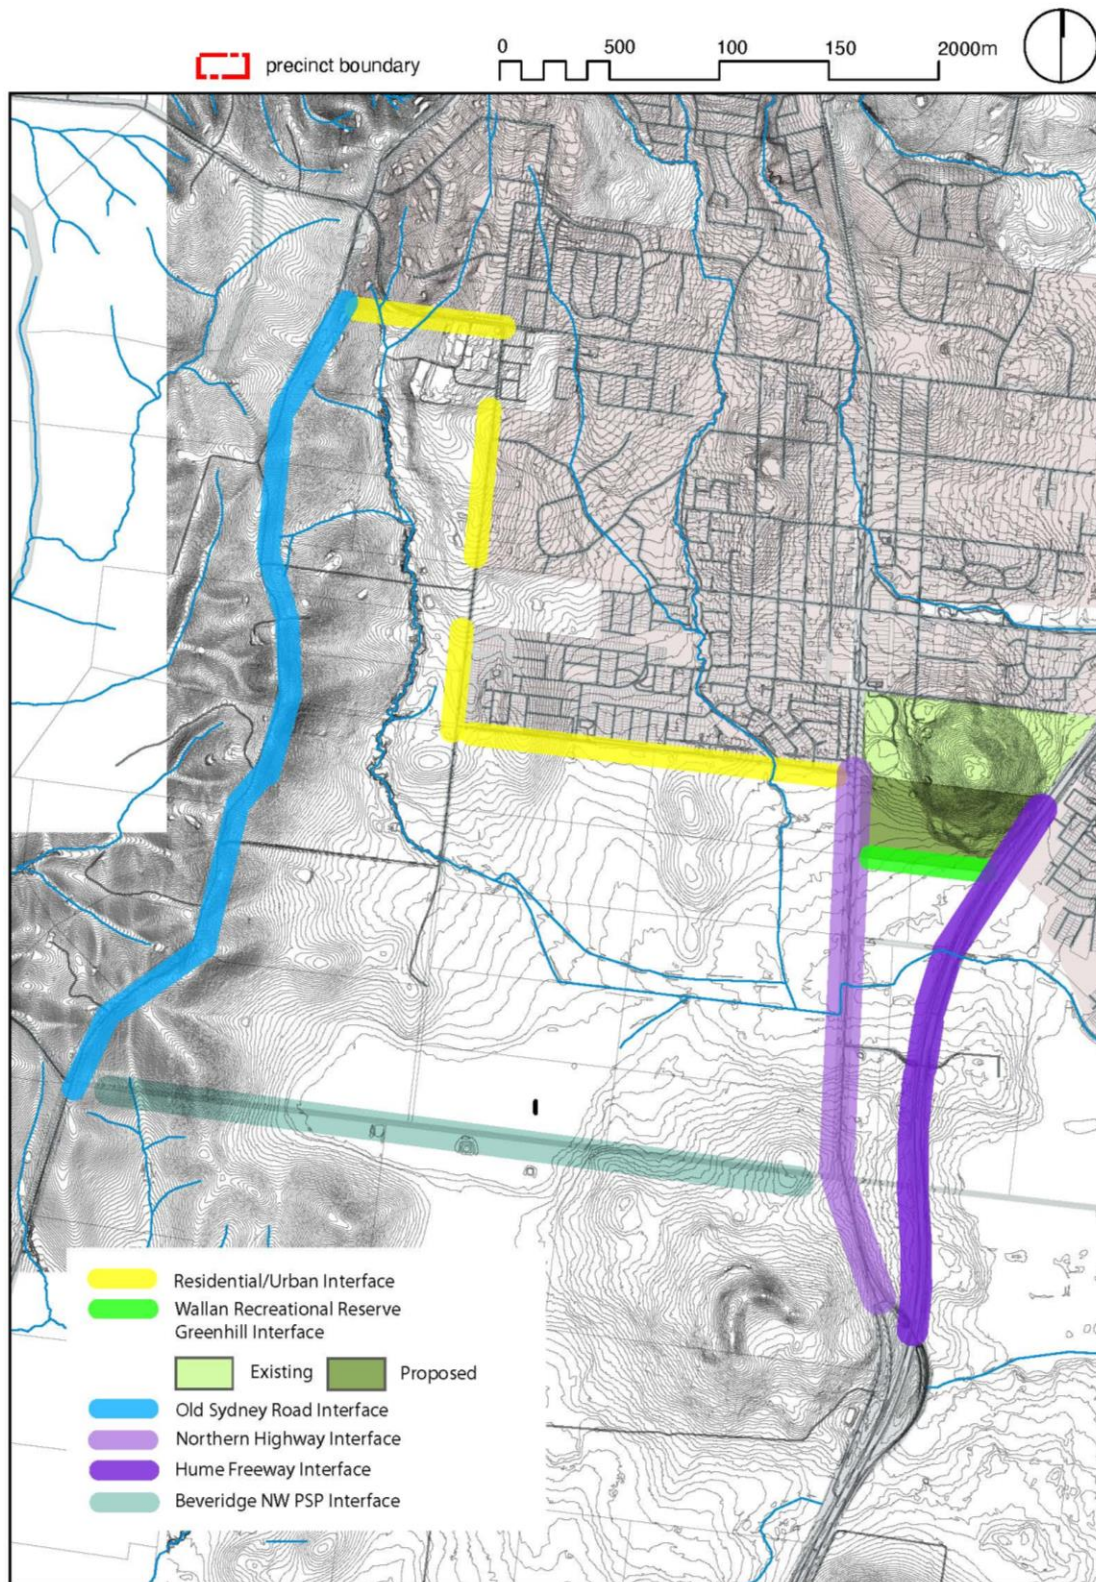 precinct boundary
0 500 100 150 2000m
Residential/Urban Interface
Wallan Recreational Reserve
Greenhill Interface
Existing Proposed
Old Sydney Road Interface
Northern Highway Interface
Hume Freeway Interface
Beveridge NW PSP Interface